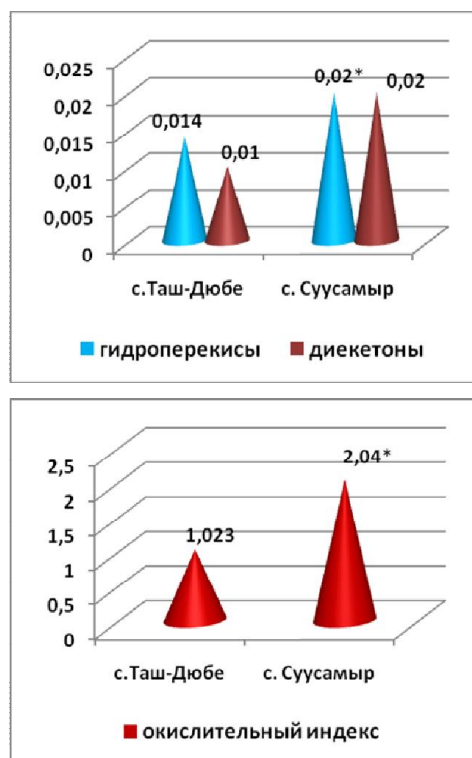 0,025
0,02
0,015
0,01
0,005
0
0,014
0,01
0,02*
0,02
с.Таш-Дюбе
с. Суусамыр
гидроперекисы
диекетоны
2,5
2
1,5
1
0,5
0
1,023
2,04*
с.Таш-Дюбе
с. Суусамыр
окислительный индекс